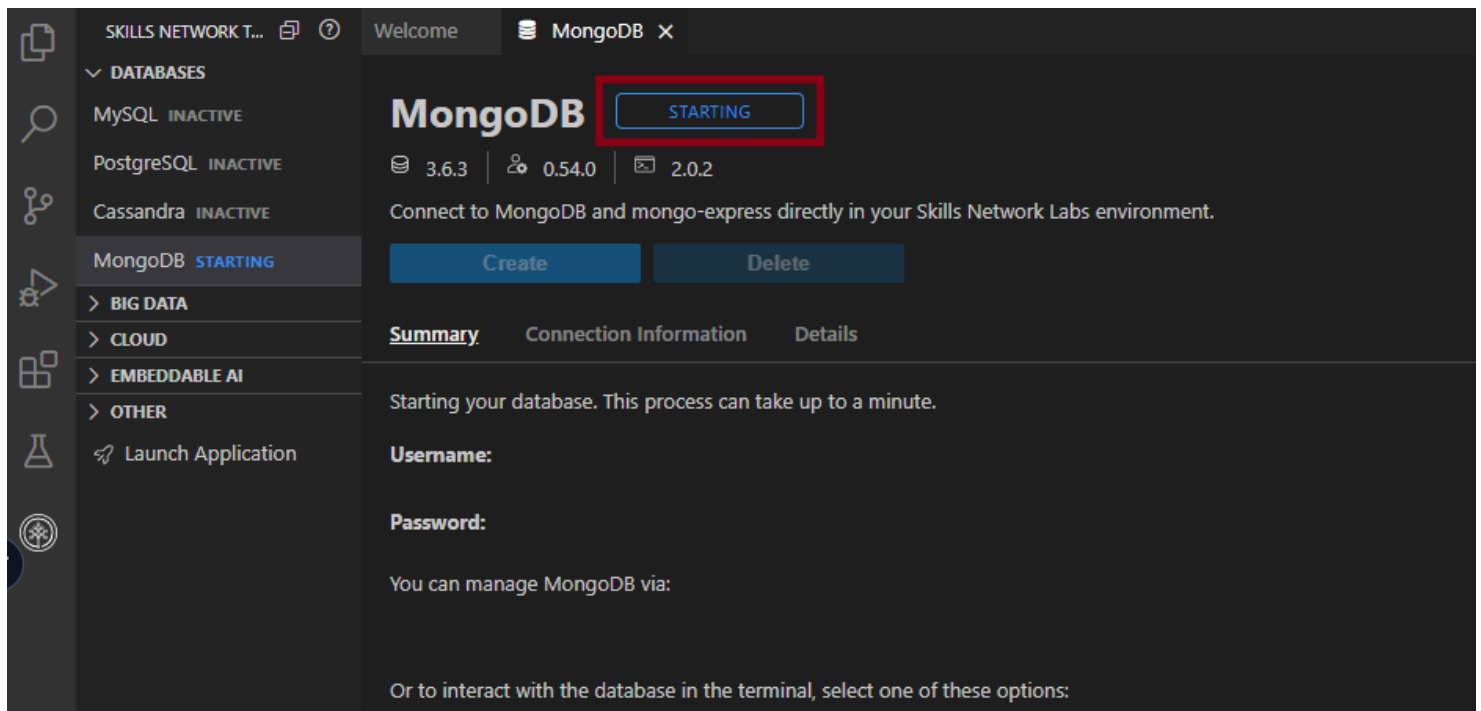 SKILLS NETWORK T...
DATABASES
MySQL INACTIVE
PostgreSQL INACTIVE
Cassandra INACTIVE
MongoDB STARTING
BIG DATA
CLOUD
EMBEDDABLE AI
OTHER
Launch Application
Welcome MongoDB
MongoDB STARTING
3.6.3 0.54.0 2.0.2
Connect to MongoDB and mongo-express directly in your Skills Network Labs environment.
Create Delete
Summary Connection Information Details
Starting your database. This process can take up to a minute.
Username:
Password:
You can manage MongoDB via:
Or to interact with the database in the terminal, select one of these options: